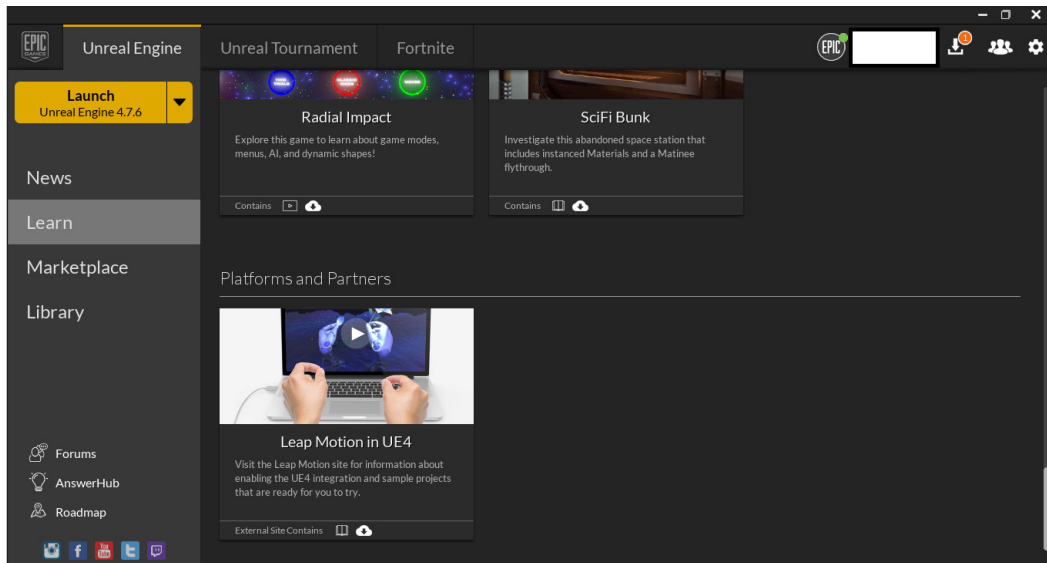 EPIC
GAMES
Unreal Engine
Unreal Tournament
Fortnite
EPIC
1
Launch
Unreal Engine 4.7.6
News
Learn
Marketplace
Library
Forums
AnswerHub
Roadmap
You
Tube
Radial Impact
Explore this game to learn about game modes,
menus, AI, and dynamic shapes!
Contains
SciFi Bunk
Investigate this abandoned space station that
includes instanced Materials and a Matinee
flythrough.
Contains
Platforms and Partners
Leap Motion in UE4
Visit the Leap Motion site for information about
enabling the UE4 integration and sample projects
that are ready for you to try.
External Site Contains